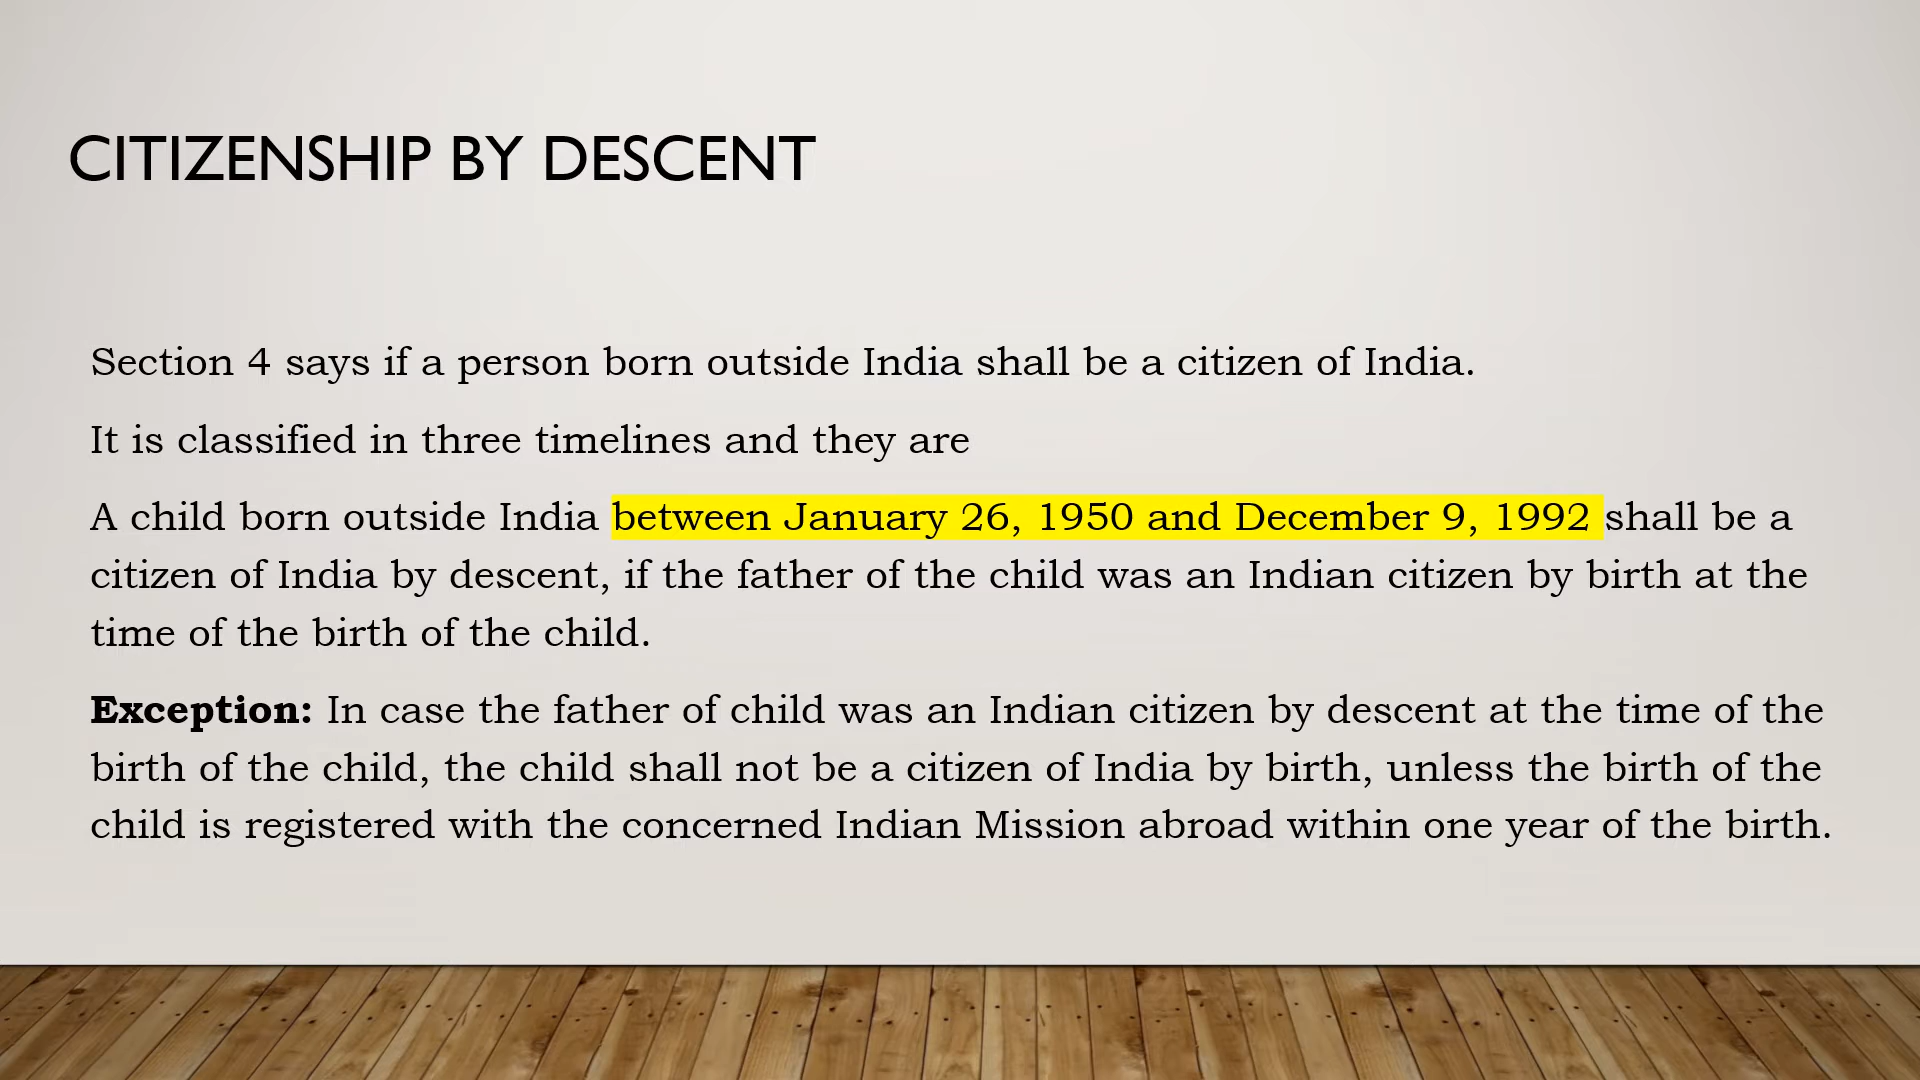 CITIZENSHIP BY DESCENT
Section 4 says if a person born outside India shall be a citizen of India.
It is classified in three timelines and they are
A child born outside India between January 26, 1950 and December 9, 1992 shall be a
citizen of India by descent, if the father of the child was an Indian citizen by birth at the
time of the birth of the child.
Exception: In case the father of child was an Indian citizen by descent at the time of the
birth of the child, the child shall not be a citizen of India by birth, unless the birth of the
child is registered with the concerned Indian Mission abroad within one year of the birth.